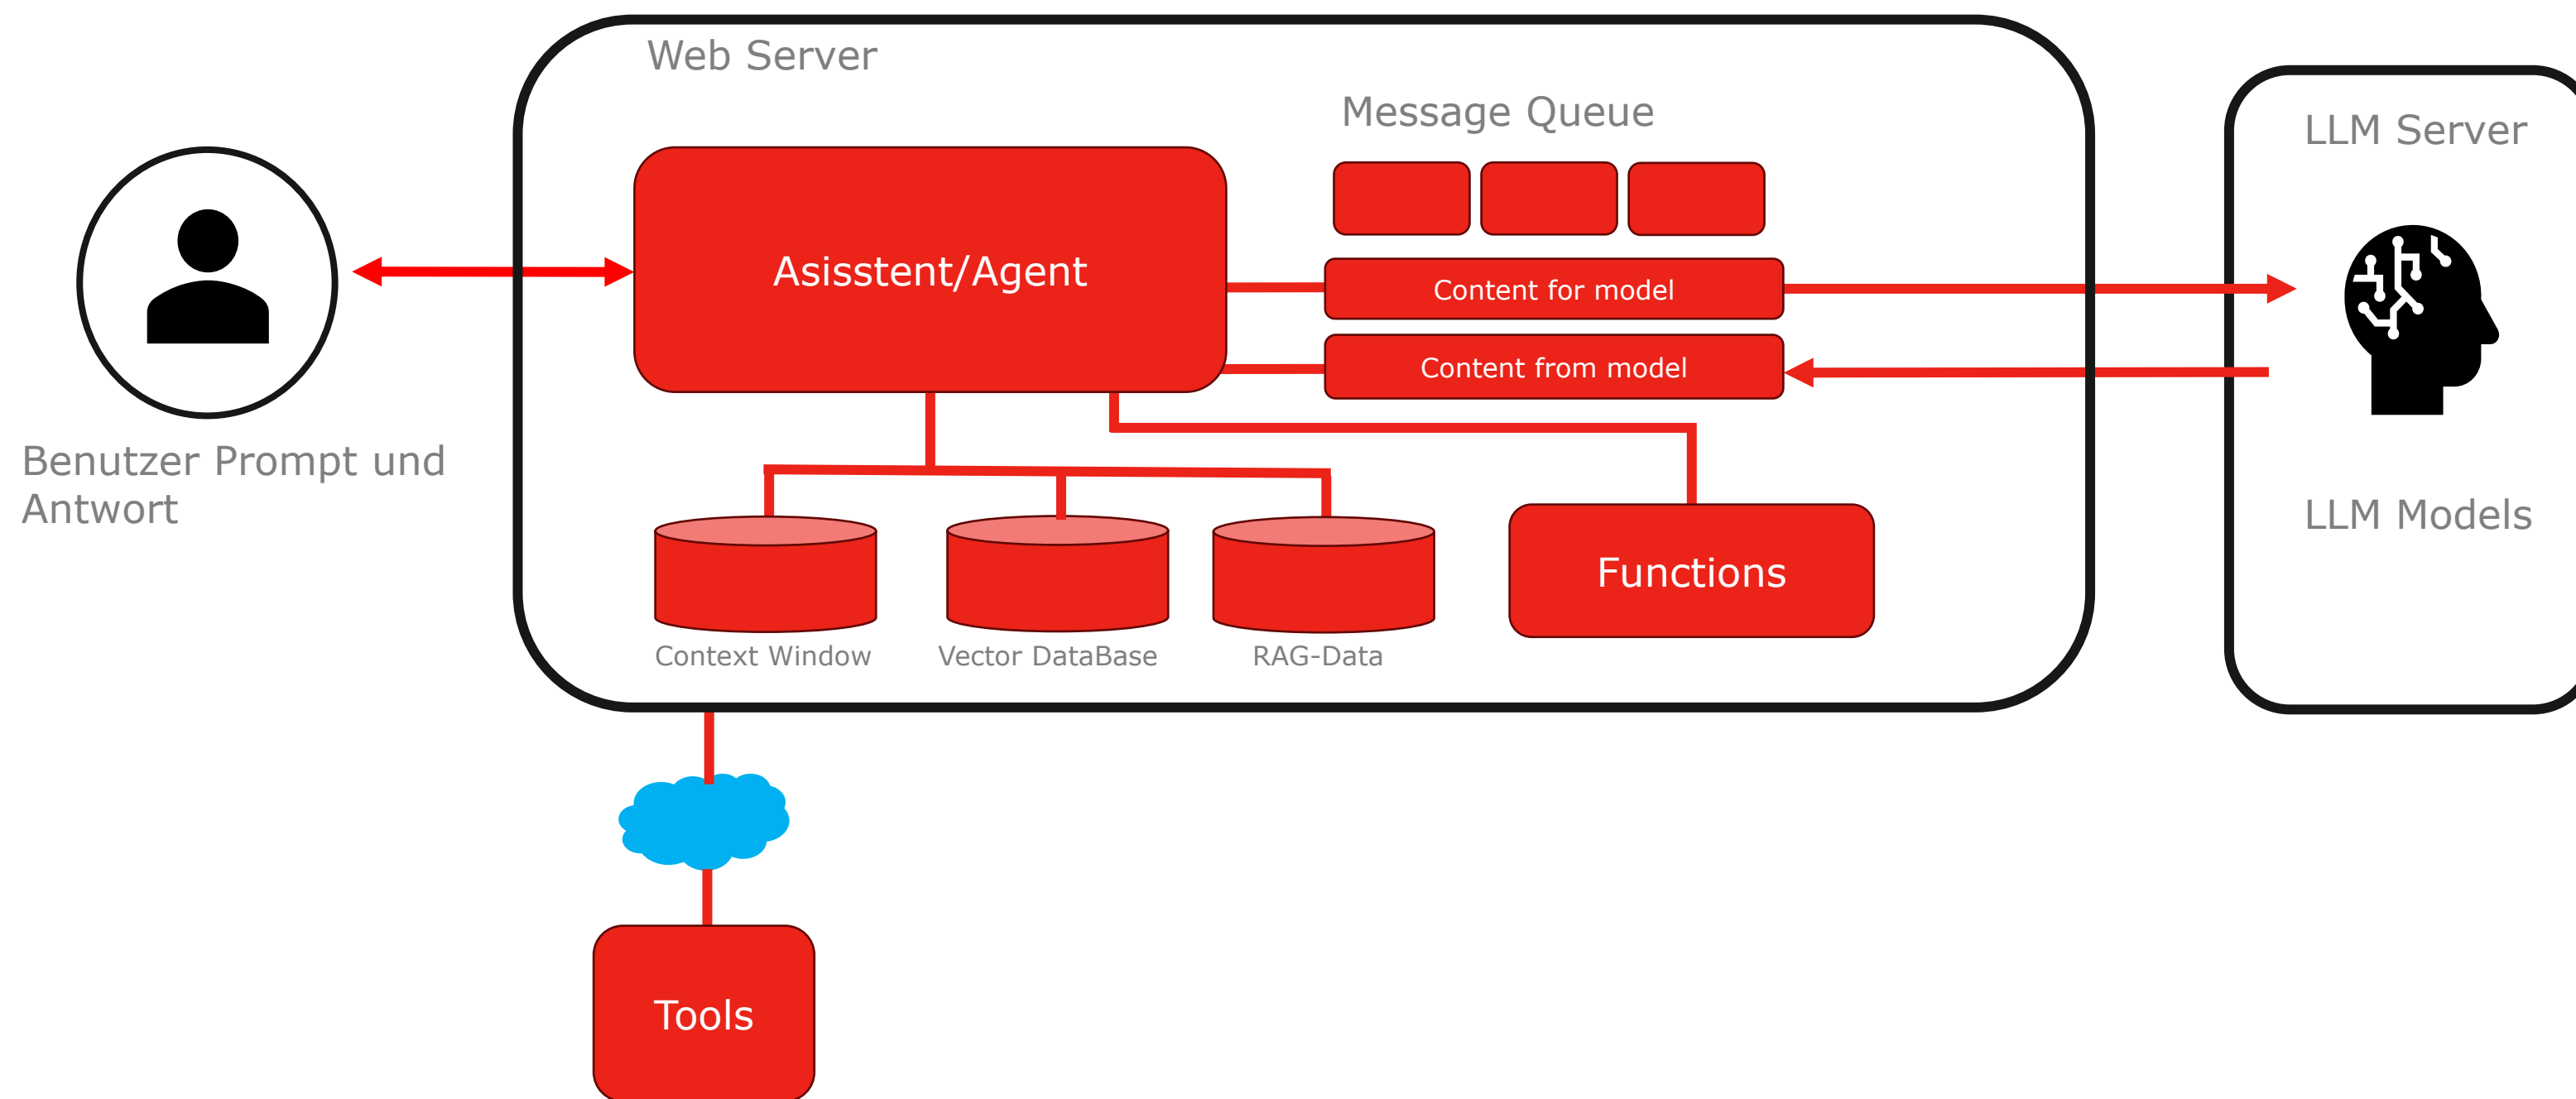 Web Server
Message Queue
LLM Server
Asisstent/Agent
Content for model
Content from model
Benutzer Prompt und
Antwort
LLM Models
Functions
Context Window
Vector DataBase
RAG-Data
Tools